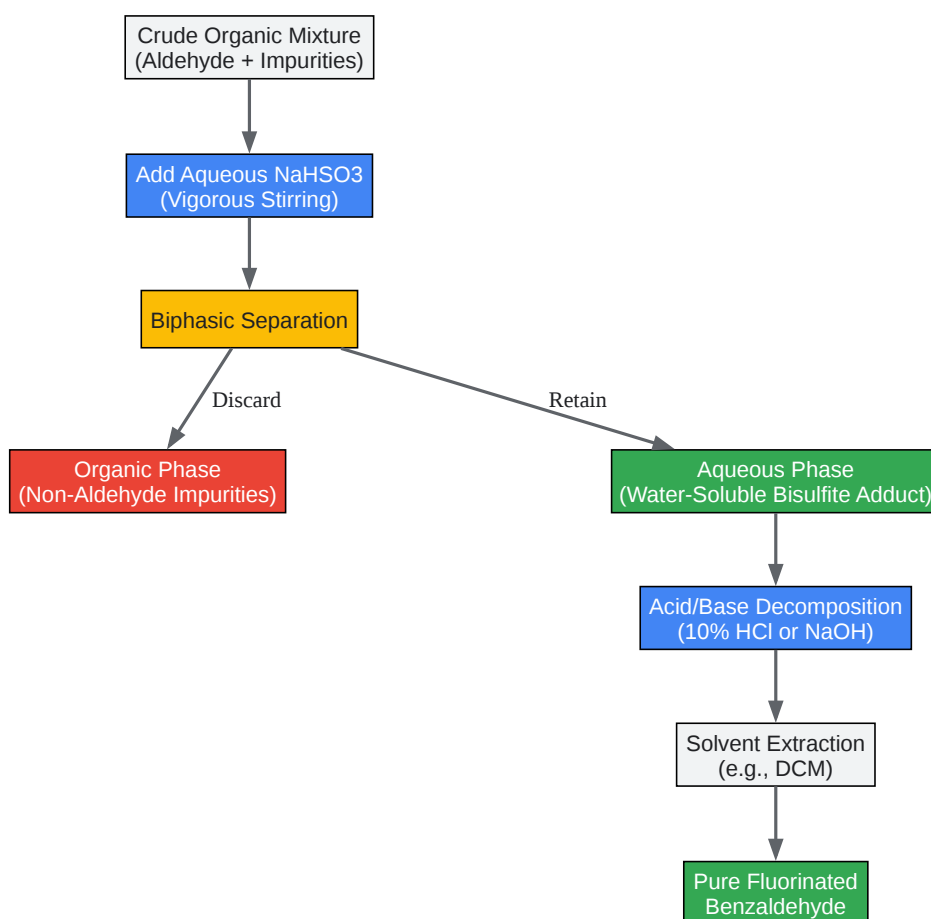 Crude Organic Mixture
(Aldehyde + Impurities)
Add Aqueous NaHSO3
(Vigorous Stirring)
Biphasic Separation
Discard
Retain
Organic Phase
(Non-Aldehyde Impurities)
Aqueous Phase
(Water-Soluble Bisulfite Adduct)
Acid/Base Decomposition
(10% HCl or NaOH)
Solvent Extraction
(e.g., DCM)
Pure Fluorinated
Benzaldehyde